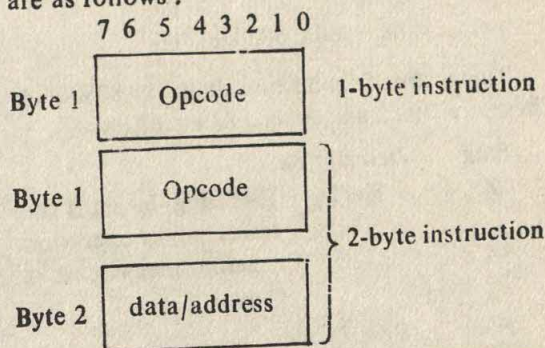 are as follows :
7 6 5 4 3 2 1 0
Byte 1 Opcode 1-byte instruction
Byte 1 Opcode
2-byte instruction
Byte 2 data/address